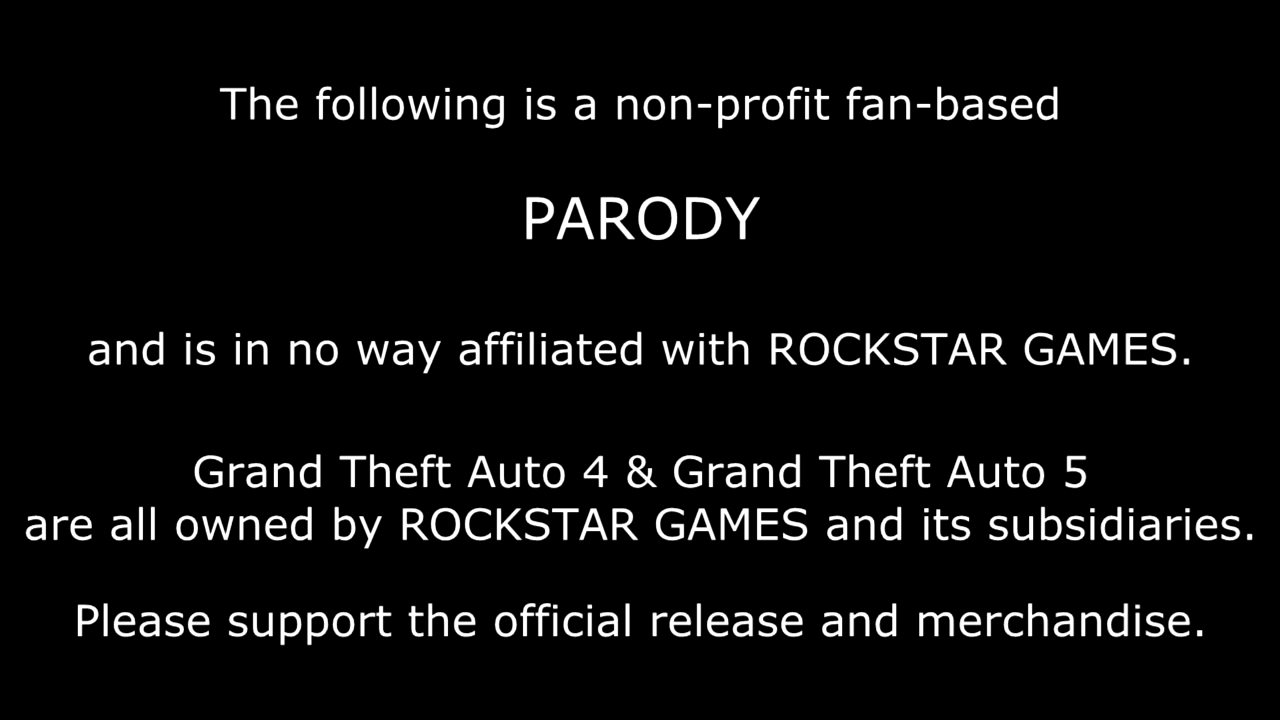 The following is a non-profit fan-based
PARODY
and is in no way affiliated with ROCKSTAR GAMES.
Grand Theft Auto 4 & Grand Theft Auto 5
are all owned by ROCKSTAR GAMES and its subsidiaries.
Please support the official release and merchandise.